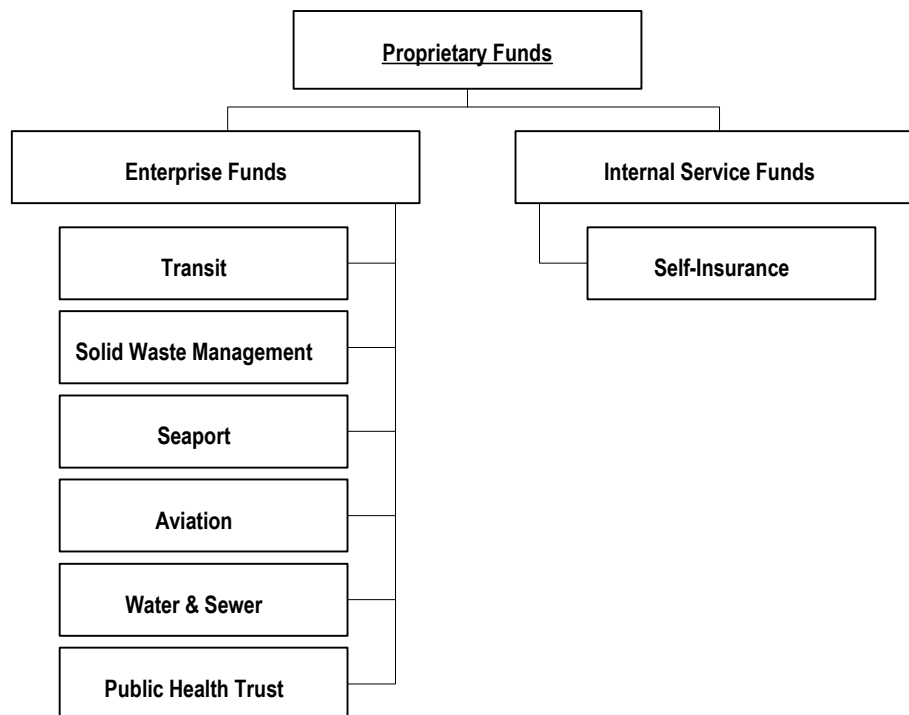 Proprietary Funds
Enterprise Funds
Internal Service Funds
Transit
Self-Insurance
Solid Waste Management
Seaport
Aviation
Water & Sewer
Public Health Trust